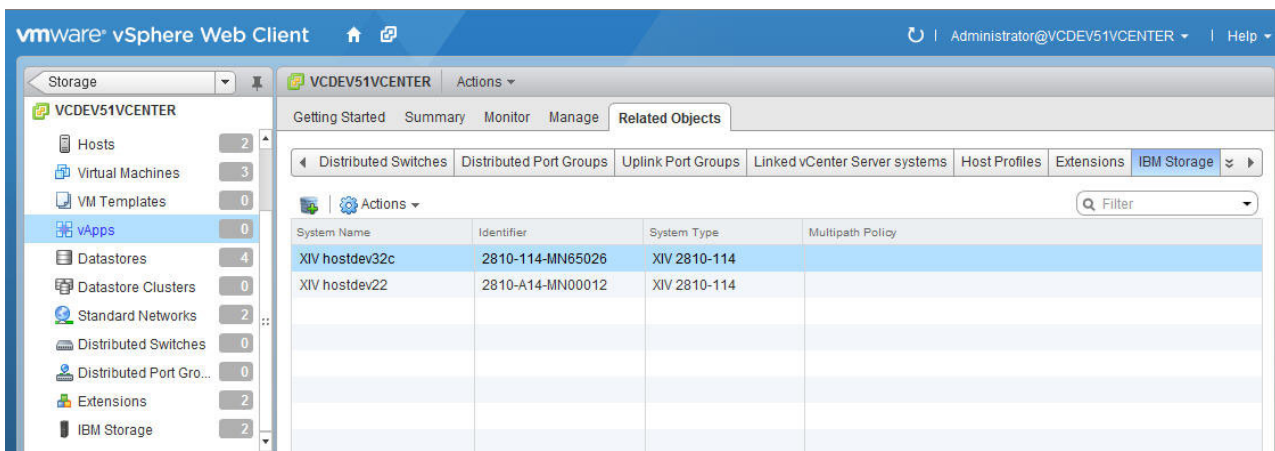 vmware® vSphere Web Client
Administrator@VCDEV51VCENTER
Help
Storage
VCDEV51VCENTER
Hosts 2
Virtual Machines 3
VM Templates 0
vApps 0
Datastores 4
Datastore Clusters 0
Standard Networks 2
Distributed Switches 0
Distributed Port Gro... 0
Extensions 2
IBM Storage 2
VCDEV51VCENTER Actions
Getting Started Summary Monitor Manage Related Objects
Distributed Switches Distributed Port Groups Uplink Port Groups Linked vCenter Server systems Host Profiles Extensions IBM Storage
Actions Filter
System Name Identifier System Type Multipath Policy
XIV hostdev32c 2810-114-MN65026 XIV 2810-114
XIV hostdev22 2810-A14-MN00012 XIV 2810-114